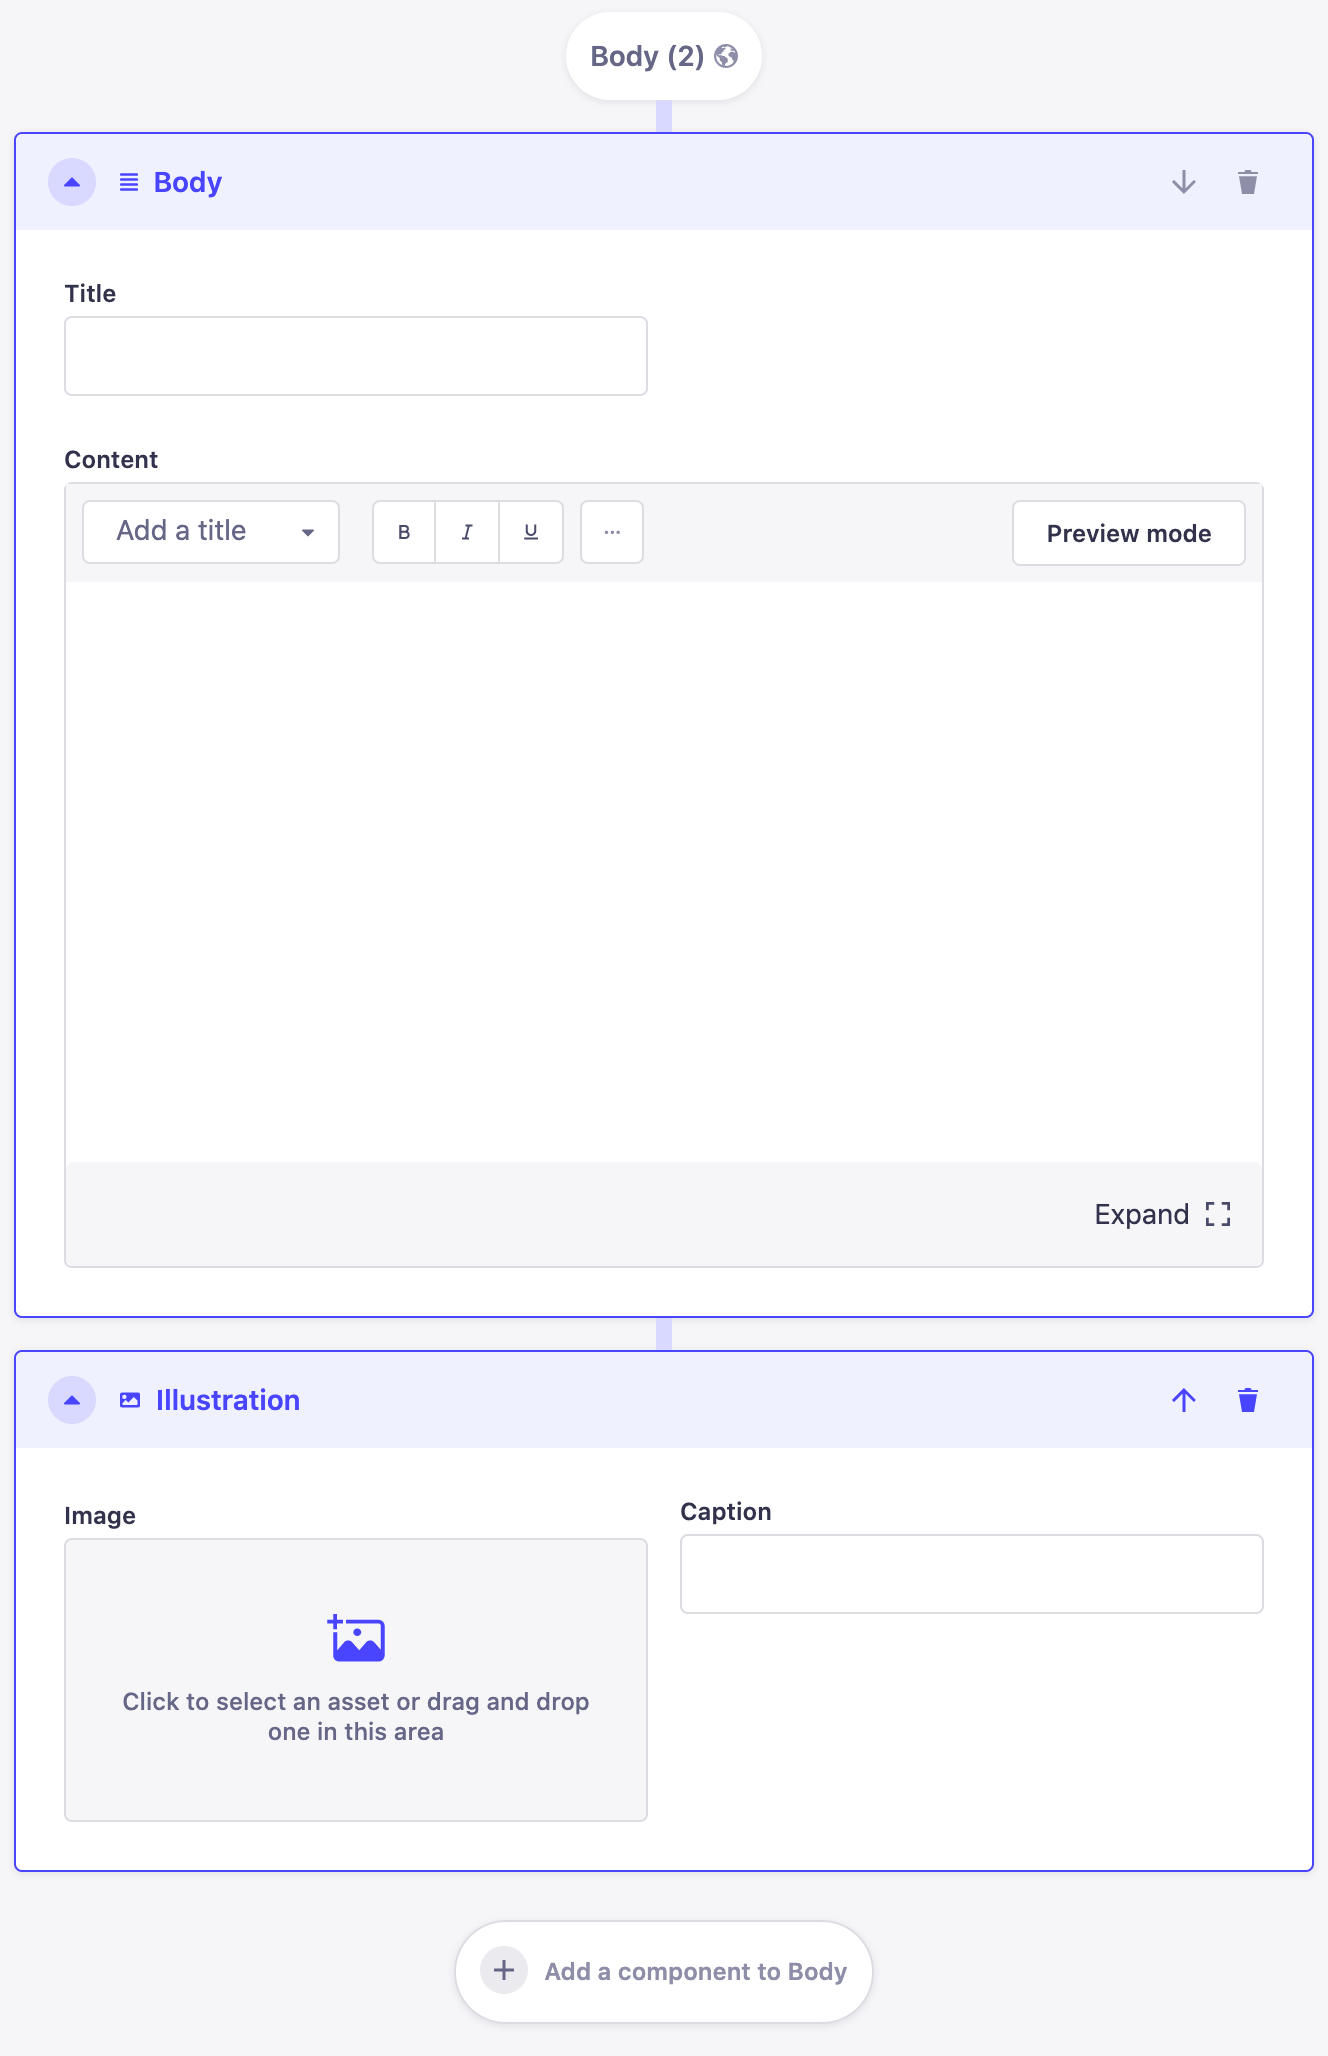 Body (2)
Body
Title
Content
Add a title
B I U ...
Preview mode
Expand
Illustration
Image
Caption
Click to select an asset or drag and drop
one in this area
Add a component to Body